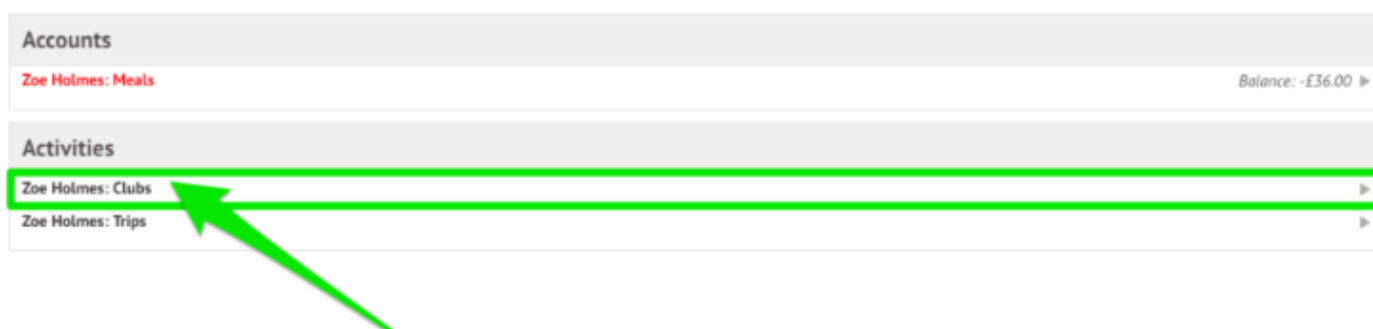 Accounts
Zoe Holmes: Meals Balance: -£36.00
Activities
Zoe Holmes: Clubs
Zoe Holmes: Trips